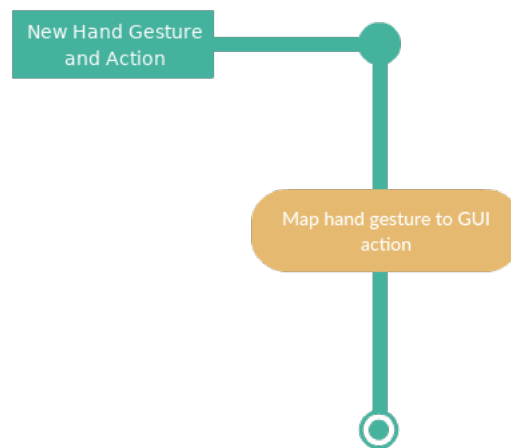 New Hand Gesture
and Action
Map hand gesture to GUI
action